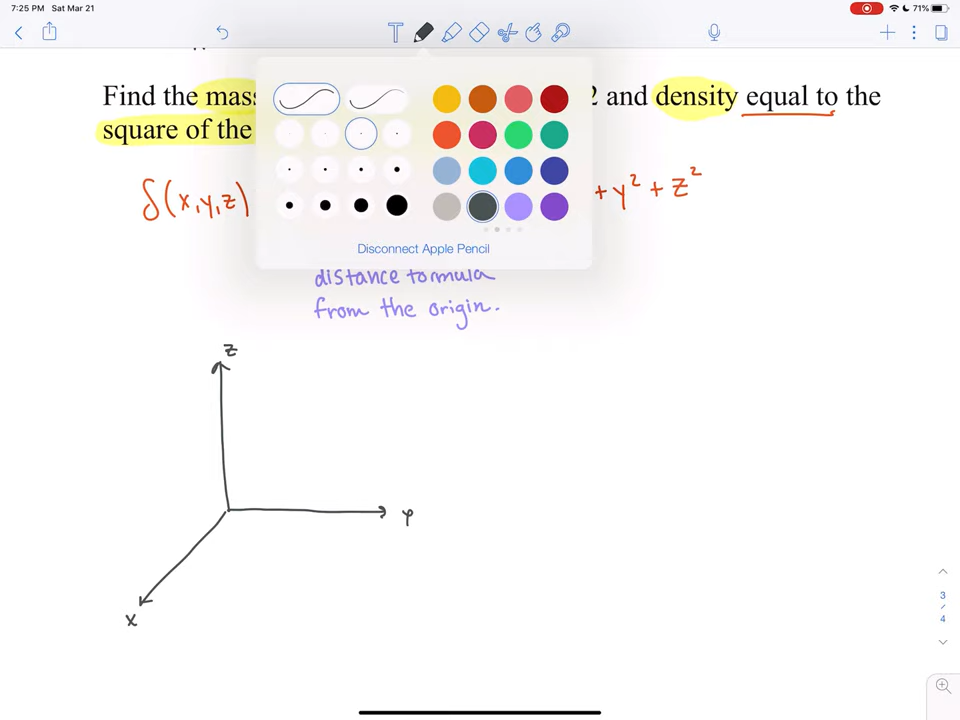 7:25 PM Sat Mar 21 71%
T
Find the mass 2 and density equal to the
square of the
δ(x,y,z) + y² + z²
Disconnect Apple Pencil
distance formula
from the origin.
z
y
x
3
/
4